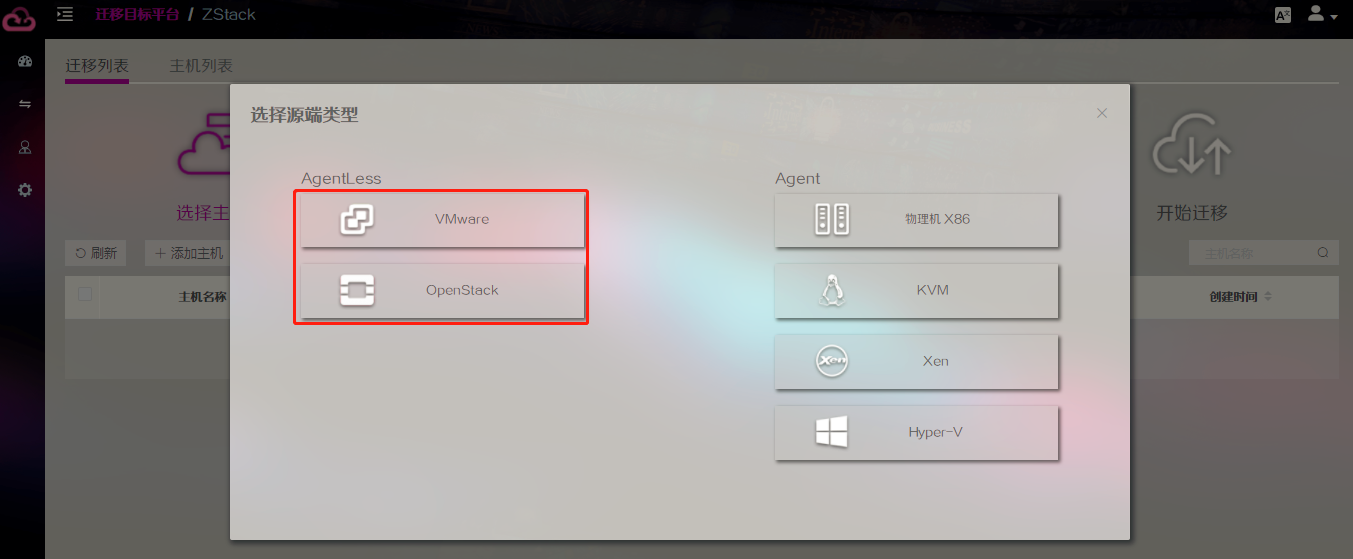 迁移目标平台 / ZStack
迁移列表 主机列表
选择源端类型
AgentLess
VMware
OpenStack
Agent
物理机 X86
KVM
Xen
Xen
Hyper-V
选择主
开始迁移
刷新 添加主机
主机名称
主机名称
创建时间